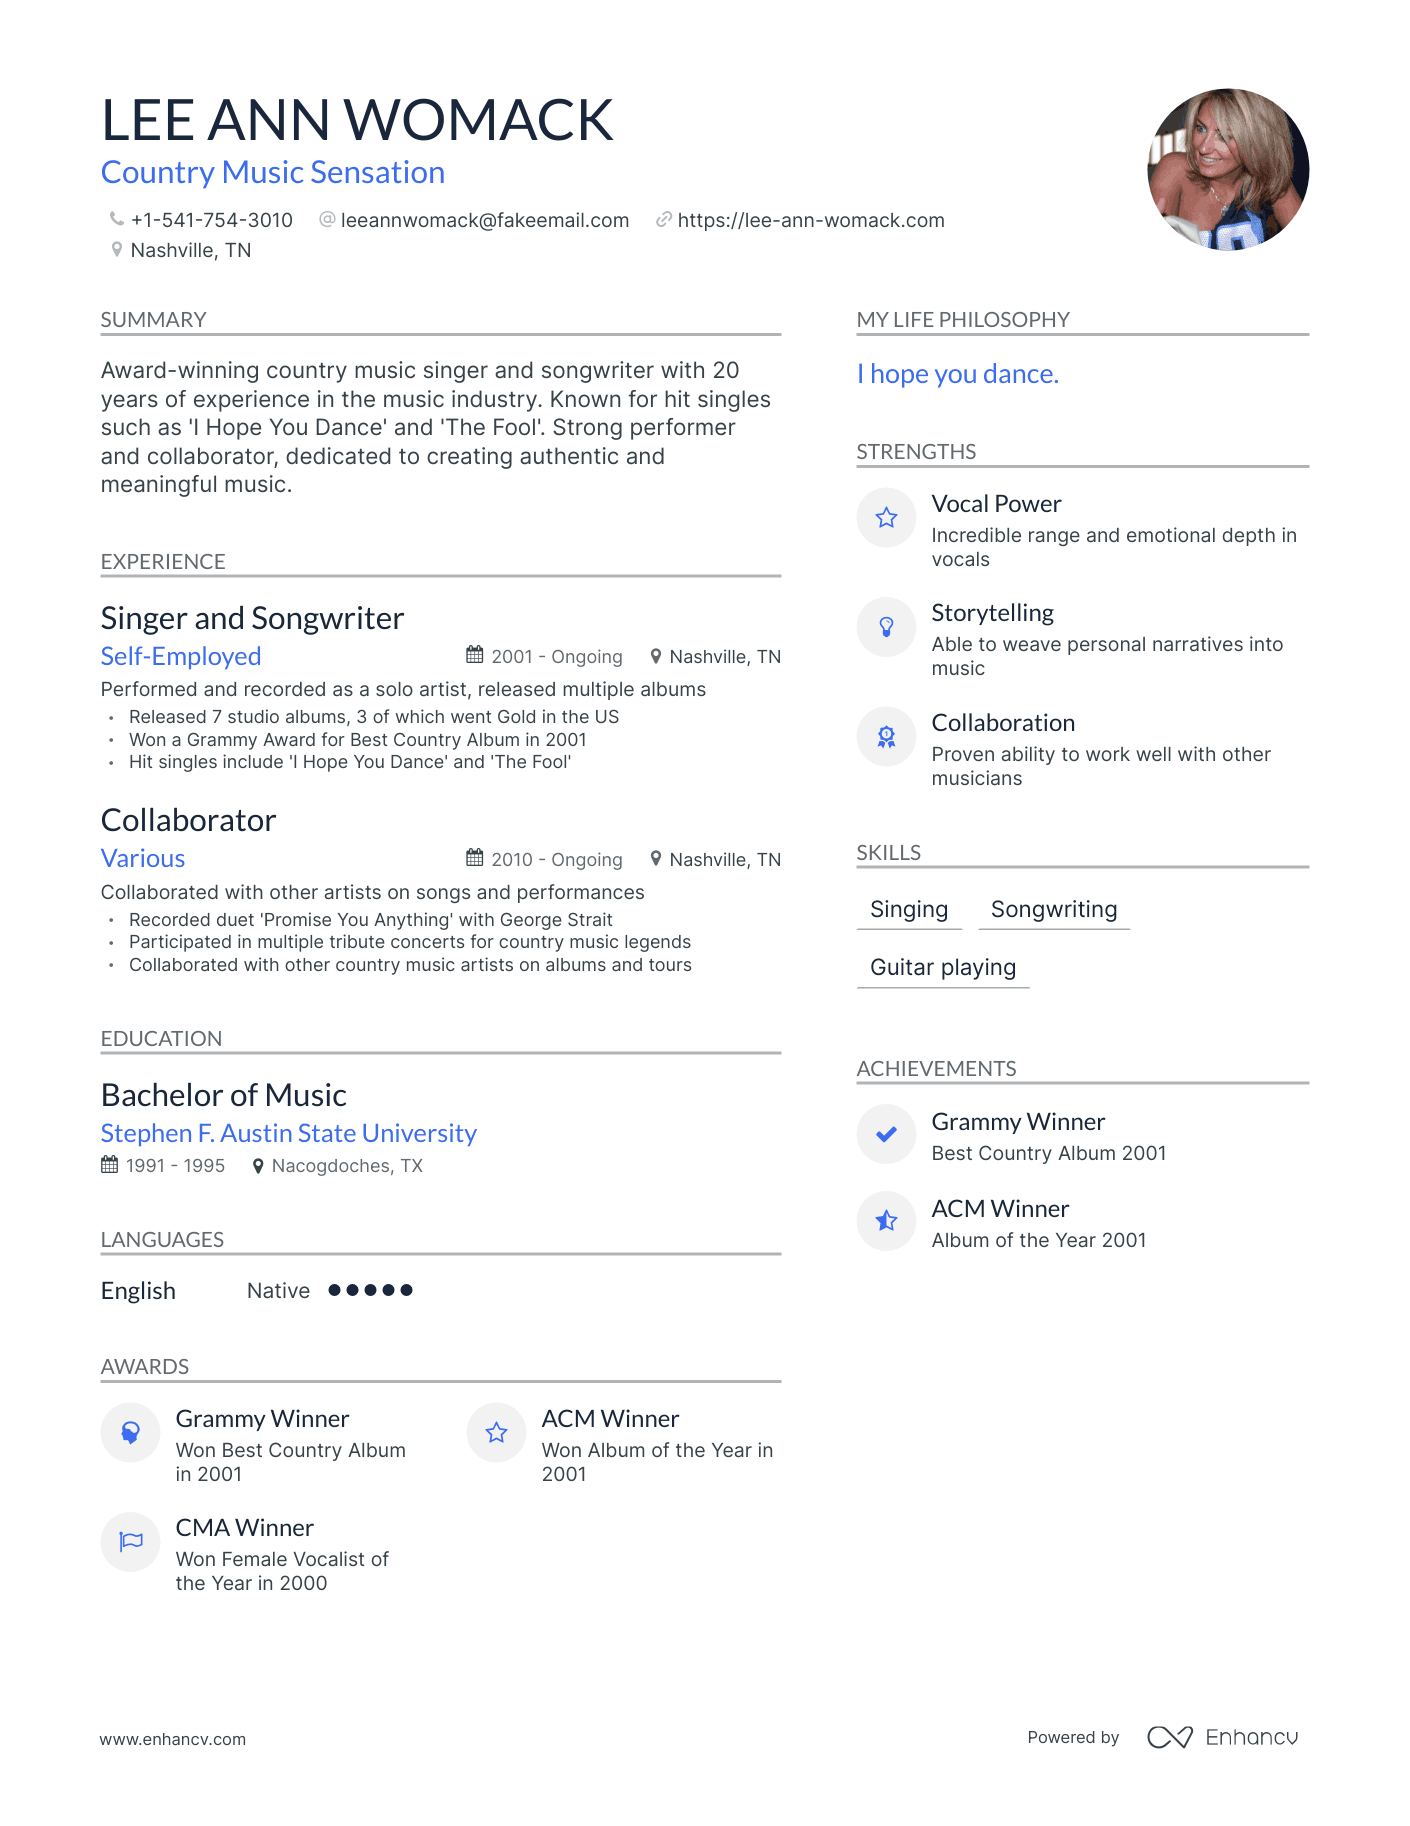 LEE ANN WOMACK
Country Music Sensation
+1-541-754-3010 leeannwomack@fakeemail.com https://lee-ann-womack.com
Nashville, TN
SUMMARY
Award-winning country music singer and songwriter with 20
years of experience in the music industry. Known for hit singles
such as 'I Hope You Dance' and 'The Fool'. Strong performer
and collaborator, dedicated to creating authentic and
meaningful music.
EXPERIENCE
Singer and Songwriter
Self-Employed 2001 - Ongoing Nashville, TN
Performed and recorded as a solo artist, released multiple albums
• Released 7 studio albums, 3 of which went Gold in the US
• Won a Grammy Award for Best Country Album in 2001
• Hit singles include 'I Hope You Dance' and 'The Fool'
Collaborator
Various 2010 - Ongoing Nashville, TN
Collaborated with other artists on songs and performances
• Recorded duet 'Promise You Anything' with George Strait
• Participated in multiple tribute concerts for country music legends
• Collaborated with other country music artists on albums and tours
EDUCATION
Bachelor of Music
Stephen F. Austin State University
1991 - 1995 Nacogdoches, TX
LANGUAGES
English Native
AWARDS
Grammy Winner
Won Best Country Album
in 2001
ACM Winner
Won Album of the Year in
2001
CMA Winner
Won Female Vocalist of
the Year in 2000
MY LIFE PHILOSOPHY
I hope you dance.
STRENGTHS
Vocal Power
Incredible range and emotional depth in
vocals
Storytelling
Able to weave personal narratives into
music
Collaboration
Proven ability to work well with other
musicians
SKILLS
Singing Songwriting
Guitar playing
ACHIEVEMENTS
Grammy Winner
Best Country Album 2001
ACM Winner
Album of the Year 2001
www.enhancv.com
Powered by Enhancv